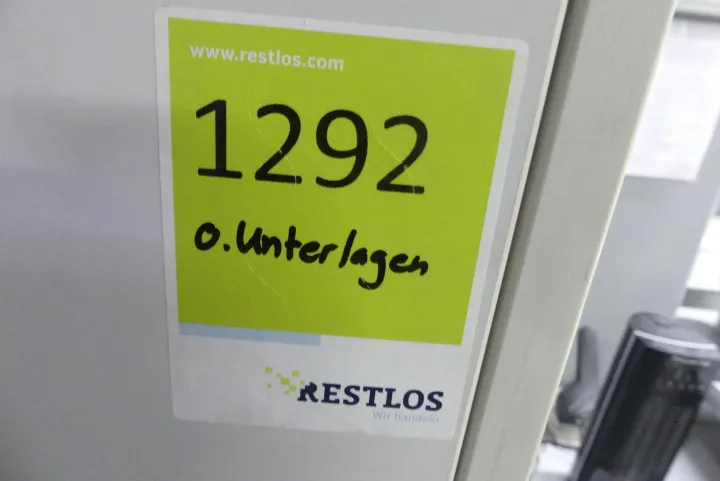 www.restlos.com
1292
o. Unterlagen
RESTLOS
Wir handeln